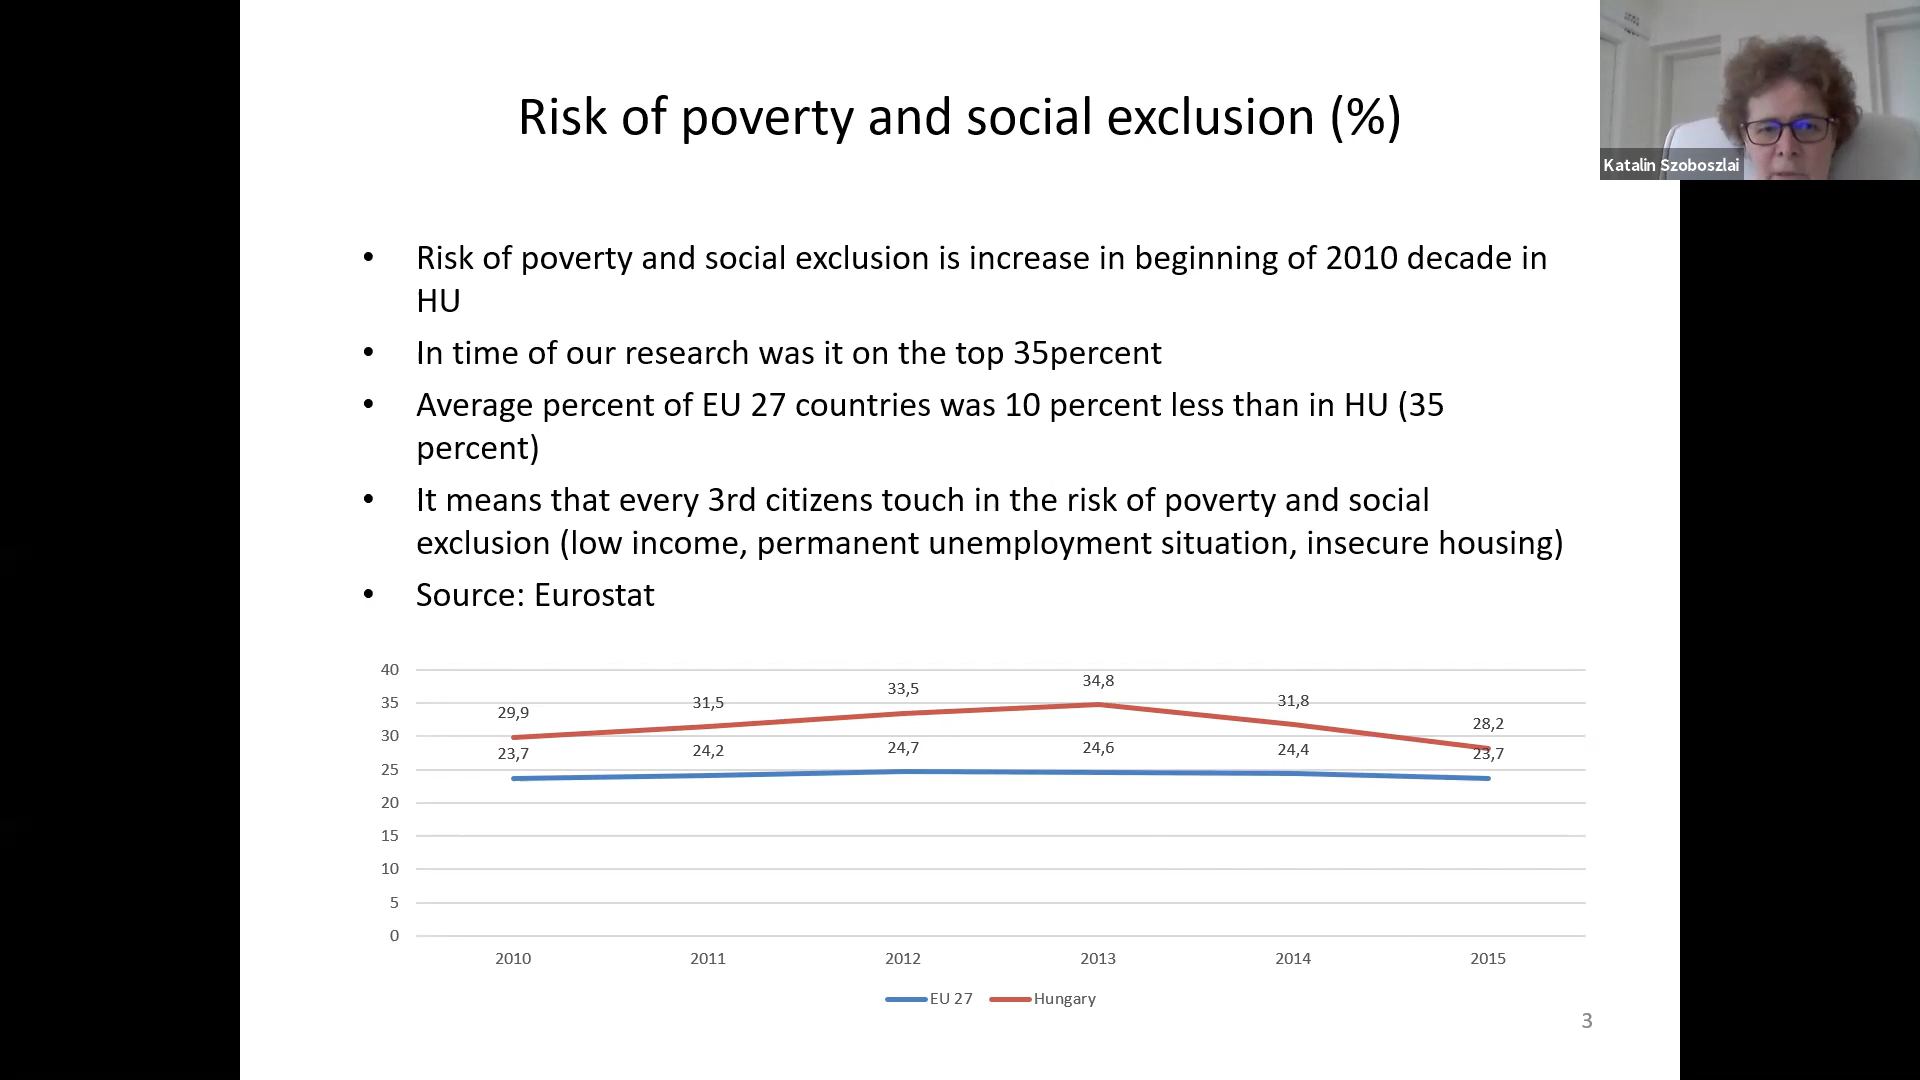 Risk of poverty and social exclusion (%)
Katalin Szoboszlai
• Risk of poverty and social exclusion is increase in beginning of 2010 decade in
HU
• In time of our research was it on the top 35percent
• Average percent of EU 27 countries was 10 percent less than in HU (35
percent)
• It means that every 3rd citizens touch in the risk of poverty and social
exclusion (low income, permanent unemployment situation, insecure housing)
• Source: Eurostat
40
35
30
25
20
15
10
5
0
29,9
31,5
33,5
34,8
31,8
28,2
23,7
24,2
24,7
24,6
24,4
23,7
2010
2011
2012
2013
2014
2015
EU 27
Hungary
3